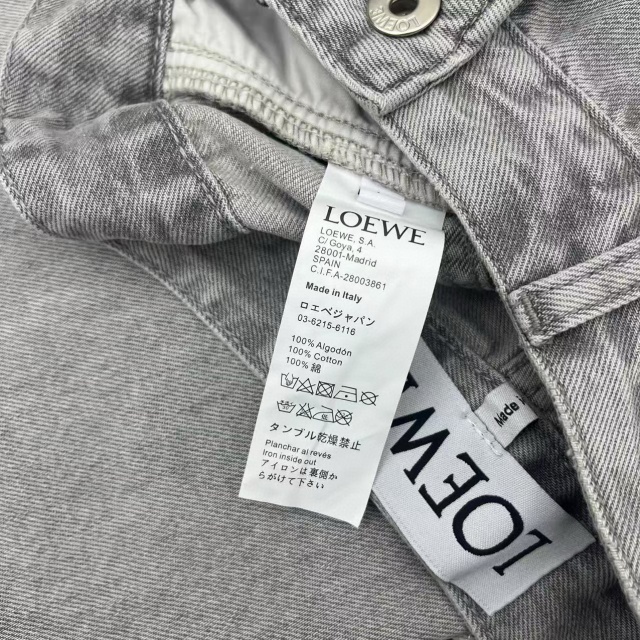 LOEWE
LOEWE
LOEWE, S.A.
C/ Goya, 4
28001-Madrid
SPAIN
C.I.F.A-28003861
Made in Italy
ロエベジャパン
03-6215-6116
100% Algodón
100% Cotton
100% 綿
タンブル乾燥禁止
Planchar al revés
Iron inside out
アイロンは裏側か
らがけて下さい
LOEW
Made